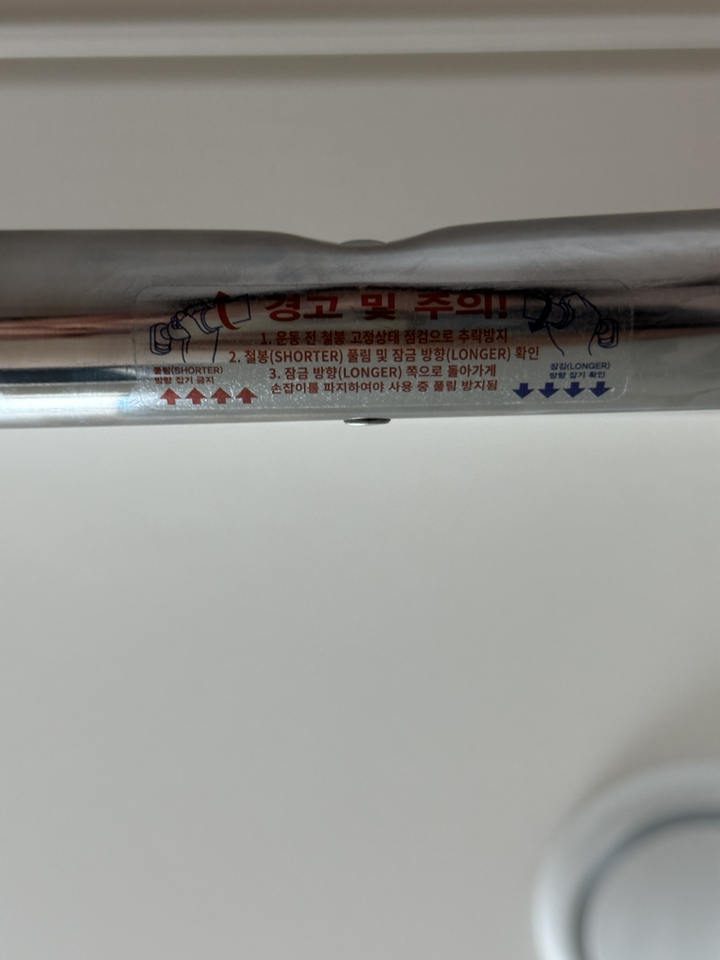 경고 및 주의!
1. 운동 전 철봉 고정상태 점검으로 추락방지
2. 철봉(SHORTER) 풀림 및 잠금 방향(LONGER) 확인
3. 잠금 방향(LONGER) 쪽으로 돌아가게
손잡이를 파지하여야 사용 중 풀림 방지됨
풀림(SHORTER)
방향 잡기 금지
잠김(LONGER)
방향 잡기 확인